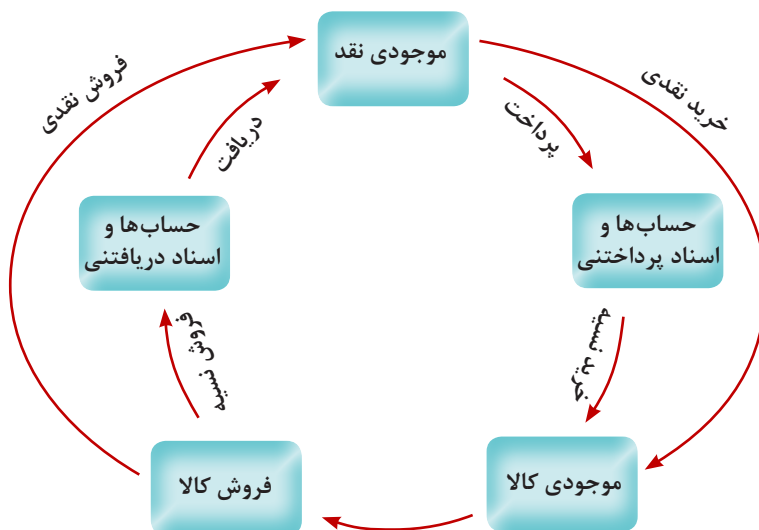 موجودی نقد
فروش نقدی
خرید نقدی
دریافت
پرداخت
حساب‌ها و
اسناد دریافتنی
حساب‌ها و
اسناد پرداختنی
فروش نسیه
خرید نسیه
فروش کالا
موجودی کالا